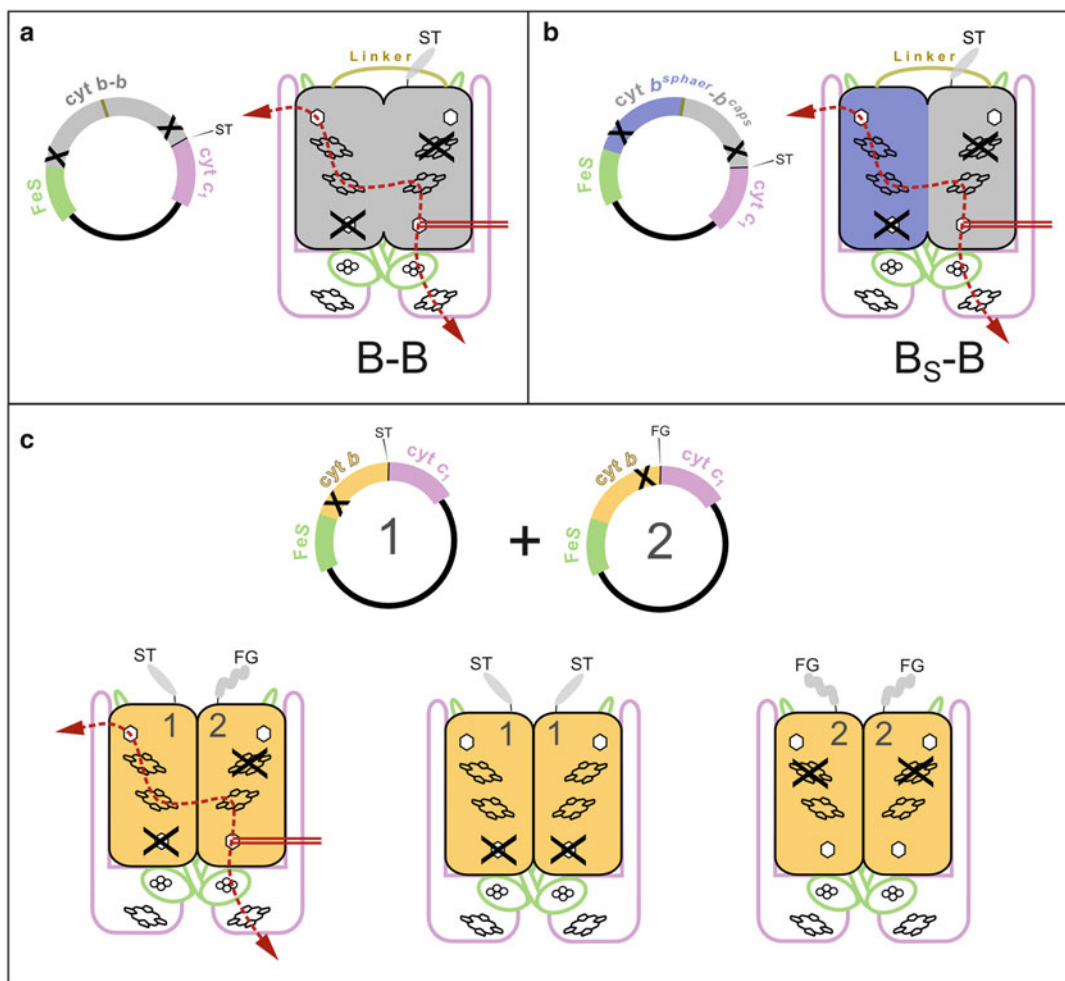 a
cyt b-b
FeS
ST
cyt c1
Linker
ST
B-B
b
cyt bsphaer-bcaps
FeS
ST
cyt c1
Linker
ST
BS-B
c
ST
cyt b
cyt c1
FeS
1
+
FG
cyt b
cyt c1
FeS
2
ST
FG
1
2
ST
ST
1
1
FG
FG
2
2